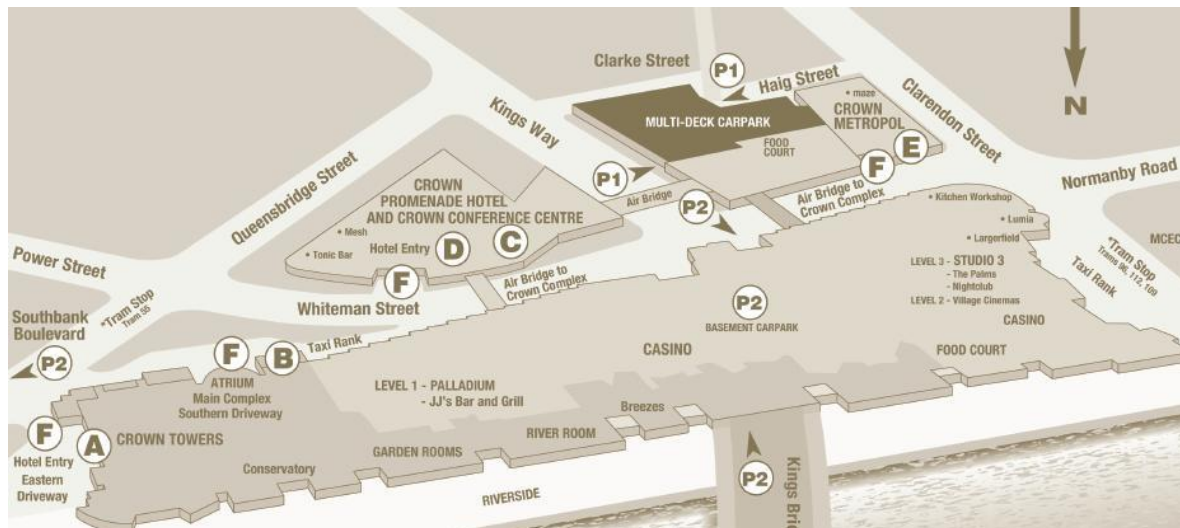 Clarke Street
P1
Haig Street
• maze
CROWN
METROPOL
Clarendon Street
N
MULTI-DECK CARPARK
FOOD
COURT
E
F
Kings Way
P1
Air Bridge
P2
Air Bridge to
Crown Complex
Normanby Road
Queensbridge Street
CROWN
PROMENADE HOTEL
AND CROWN CONFERENCE CENTRE
• Mesh
• Tonic Bar
Hotel Entry
D
C
F
Air Bridge to
Crown Complex
Power Street
Whiteman Street
• Kitchen Workshop
• Lumia
• Largerfield
LEVEL 3 - STUDIO 3
- The Palms
- Nightclub
LEVEL 2 - Village Cinemas
MCEC
*Tram Stop
Trams 96, 112, 109
Taxi Rank
*Tram Stop
Tram 55
Southbank
Boulevard
P2
P2
BASEMENT CARPARK
CASINO
CASINO
FOOD COURT
Taxi Rank
F
B
ATRIUM
Main Complex
Southern Driveway
LEVEL 1 - PALLADIUM
- JJ's Bar and Grill
Breezes
RIVER ROOM
GARDEN ROOMS
F
A
CROWN TOWERS
Hotel Entry
Eastern
Driveway
Conservatory
RIVERSIDE
P2
Kings